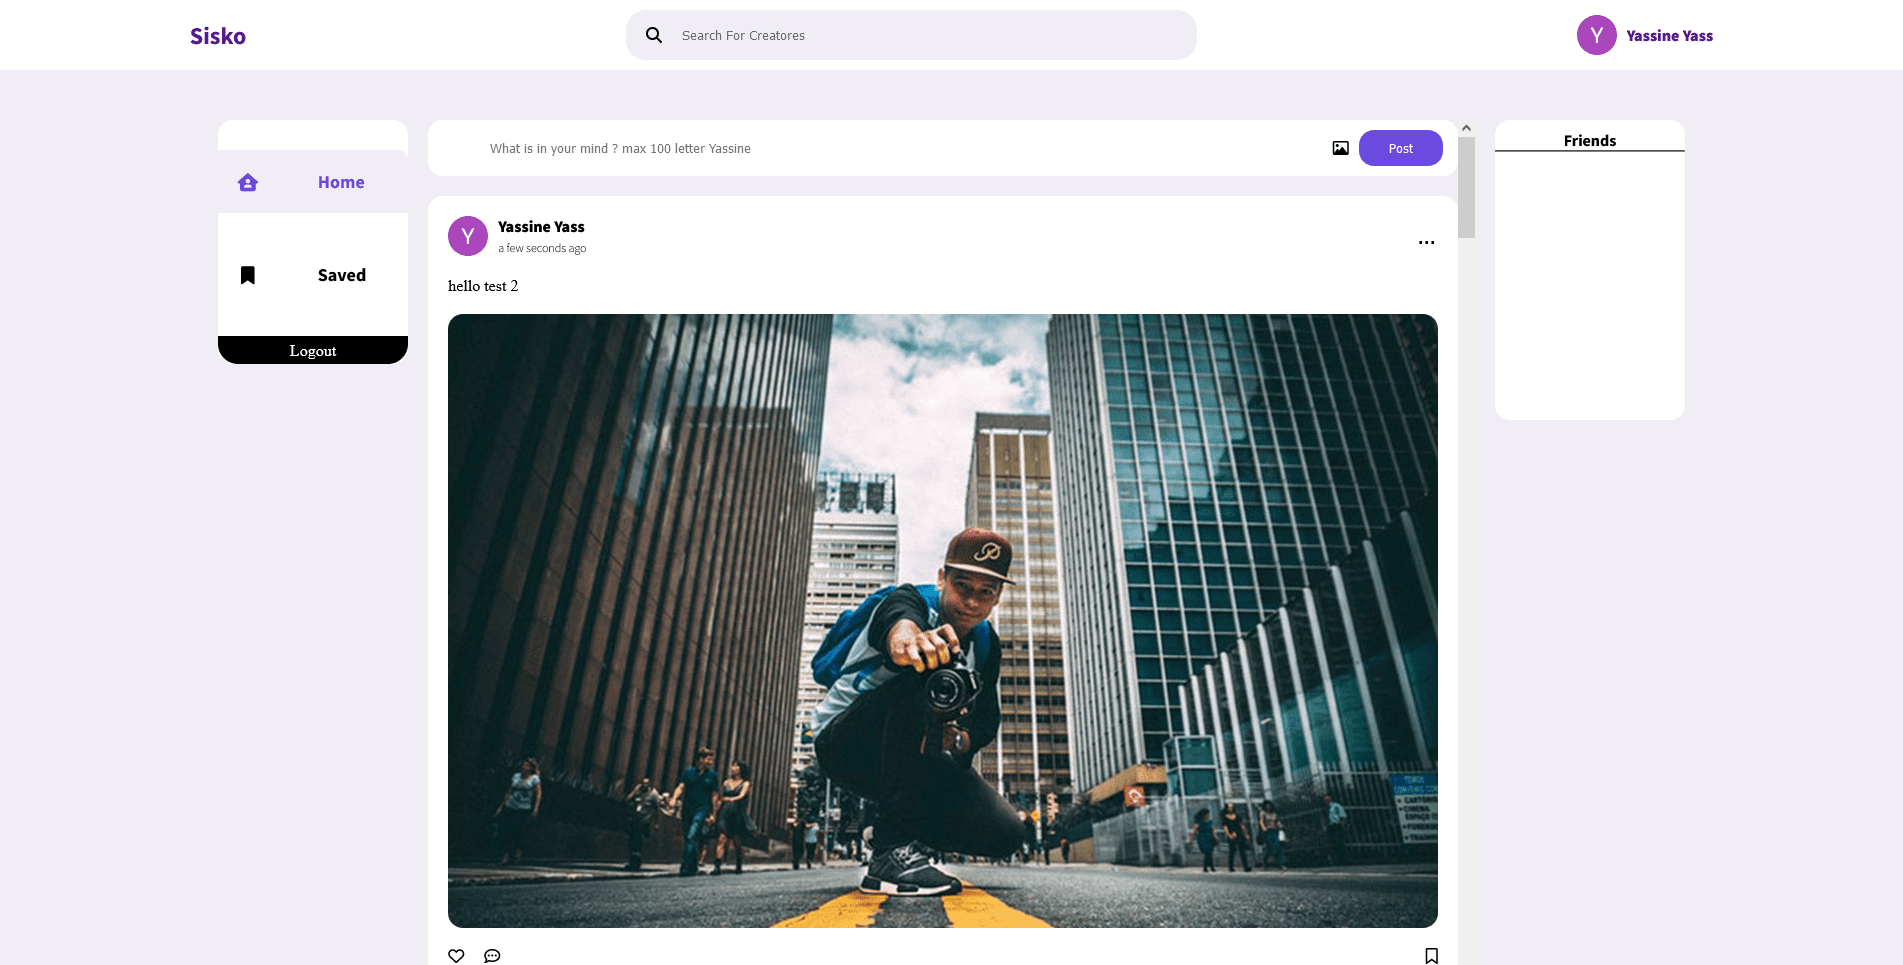 Sisko
Search For Creatores
Y
Yassine Yass
Home
Saved
Logout
What is in your mind ? max 100 letter Yassine
Post
Y
Yassine Yass
a few seconds ago
...
hello test 2
Friends